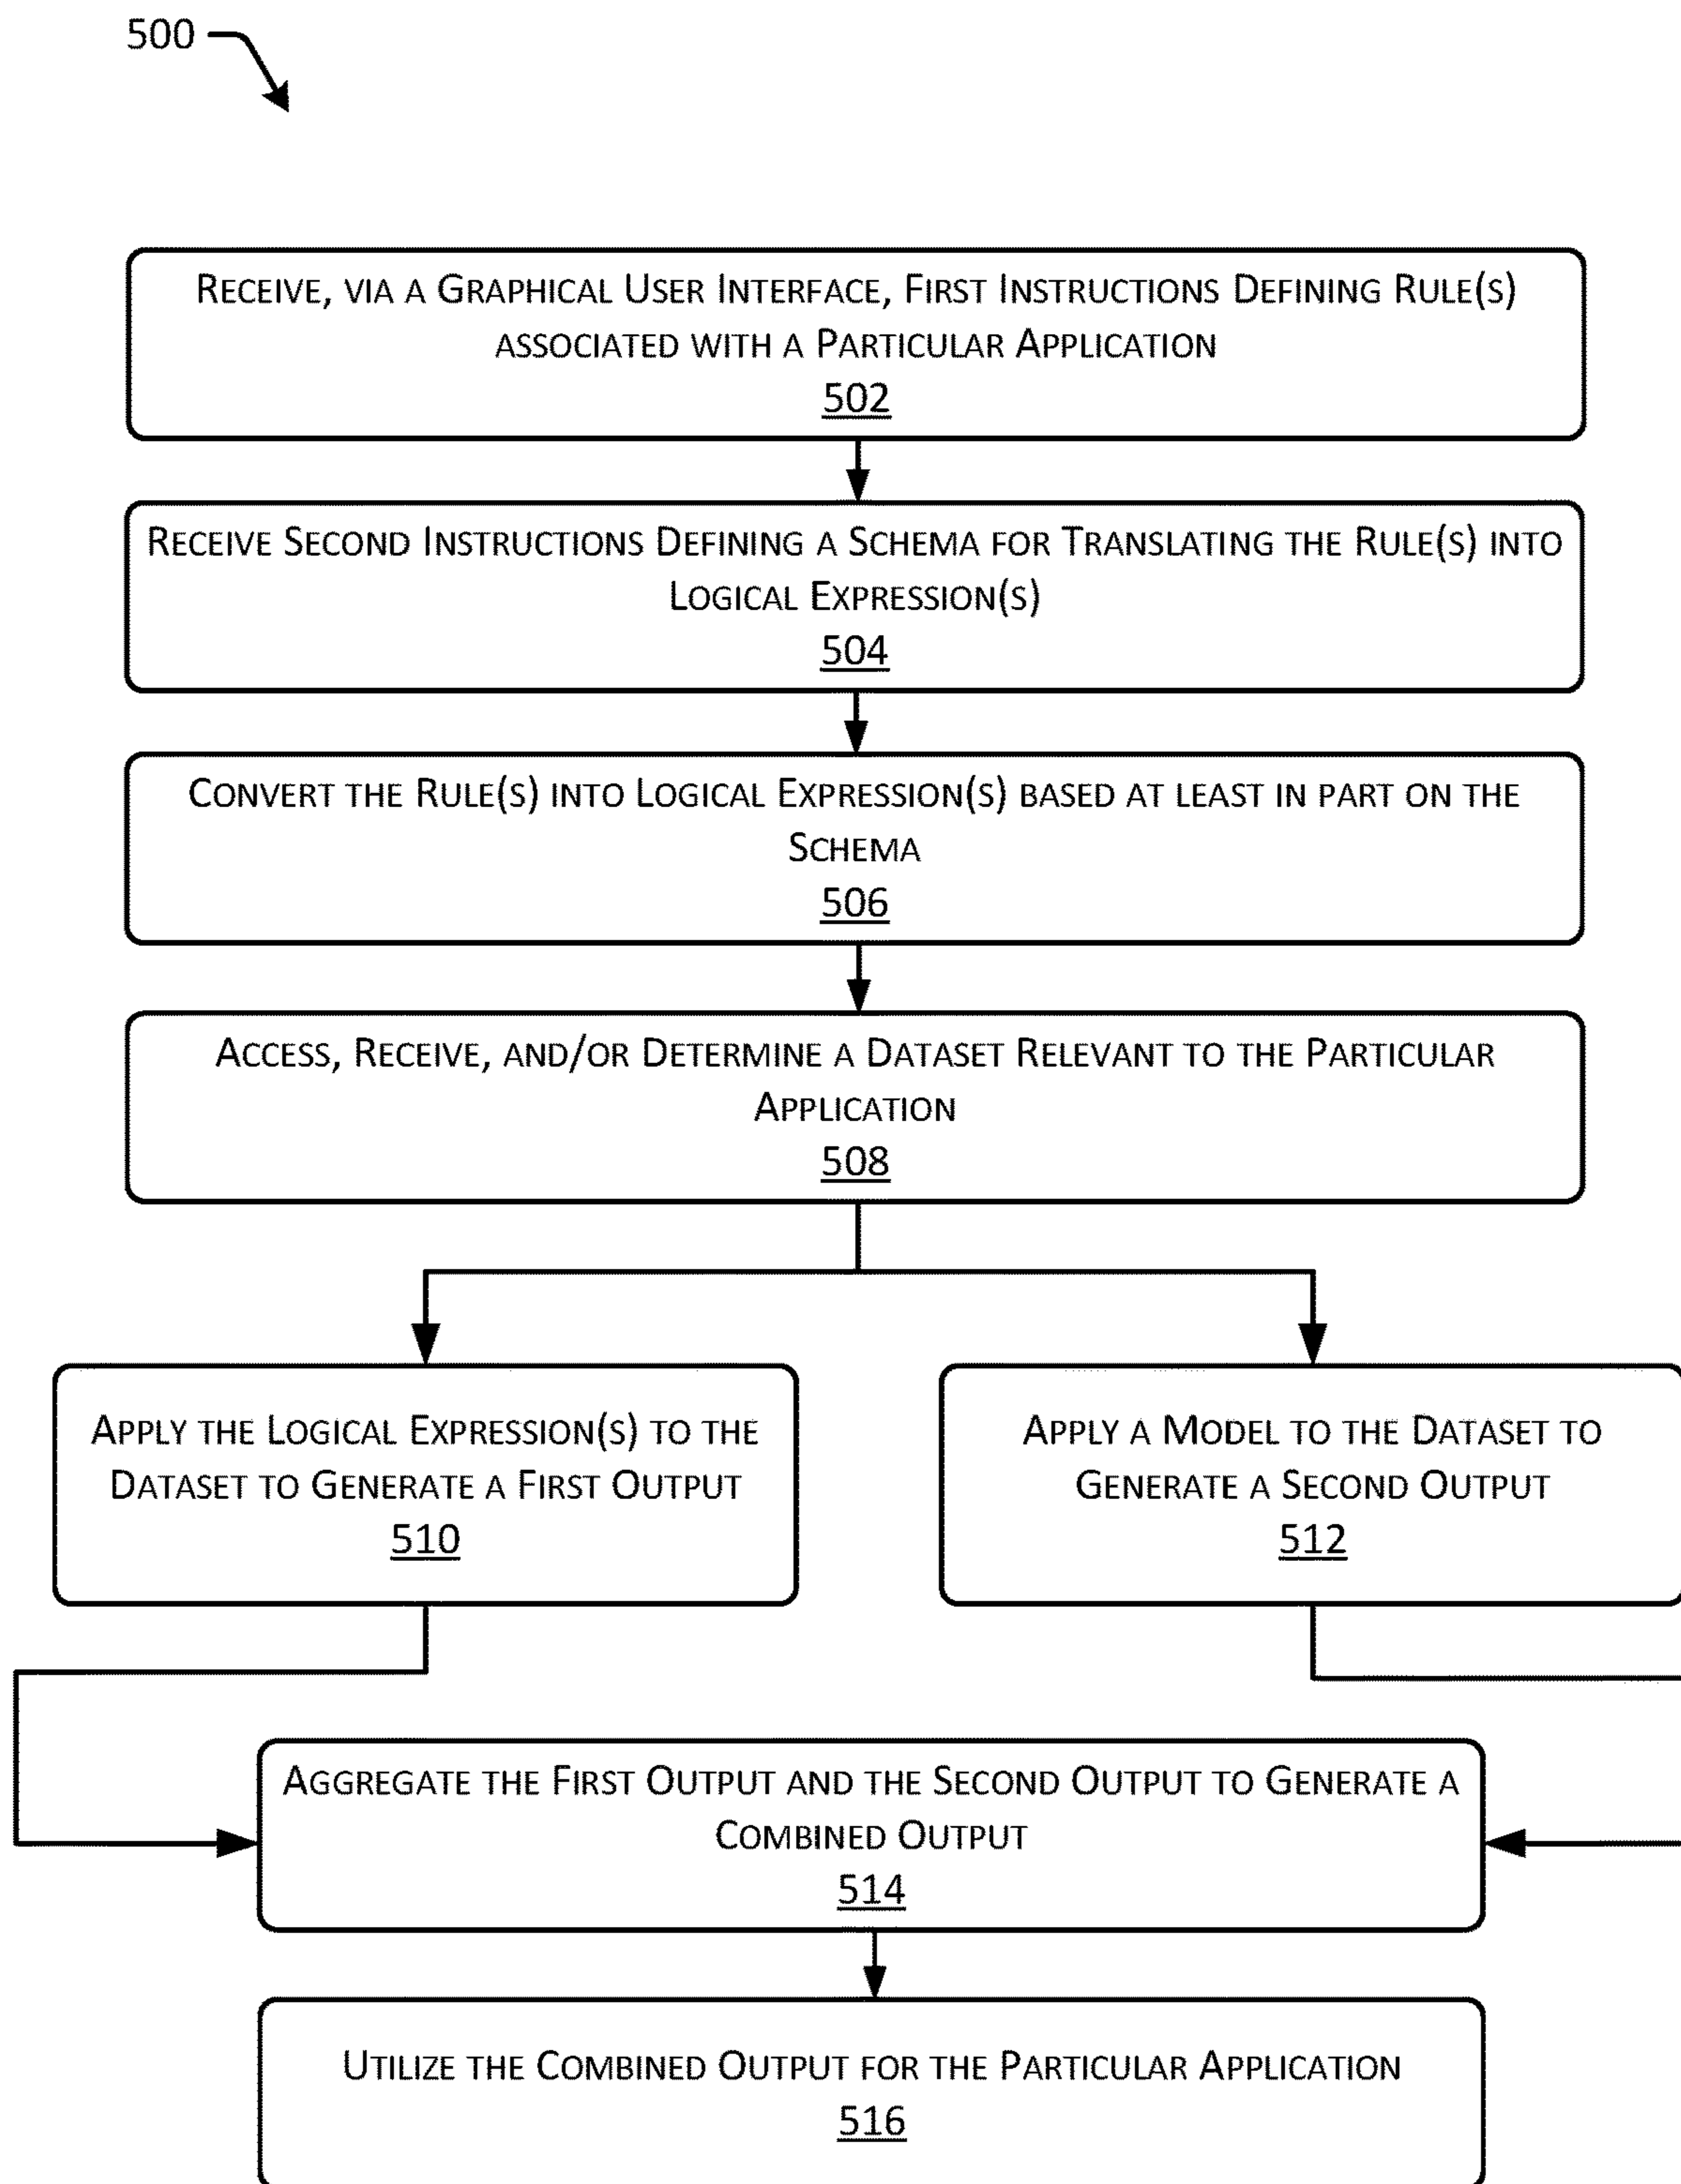 500
Receive, via a Graphical User Interface, First Instructions Defining Rule(s)
associated with a Particular Application
502
Receive Second Instructions Defining a Schema for Translating the Rule(s) into
Logical Expression(s)
504
Convert the Rule(s) into Logical Expression(s) based at least in part on the
Schema
506
Access, Receive, and/or Determine a Dataset Relevant to the Particular
Application
508
Apply the Logical Expression(s) to the
Dataset to Generate a First Output
510
Apply a Model to the Dataset to
Generate a Second Output
512
Aggregate the First Output and the Second Output to Generate a
Combined Output
514
Utilize the Combined Output for the Particular Application
516